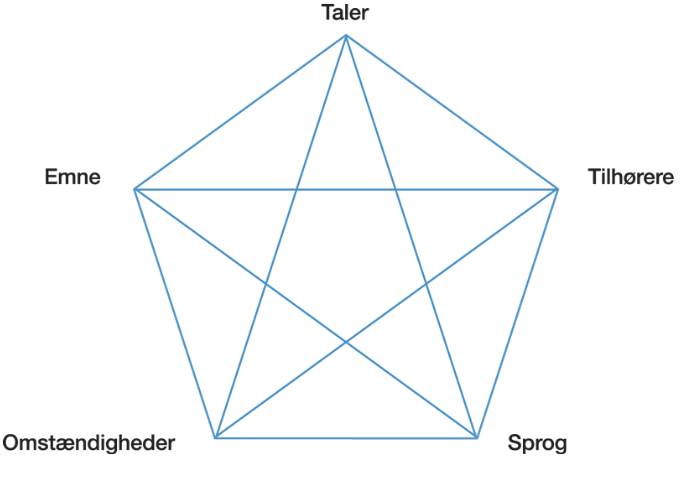 Taler
Emne
Tilhørere
Omstændigheder
Sprog